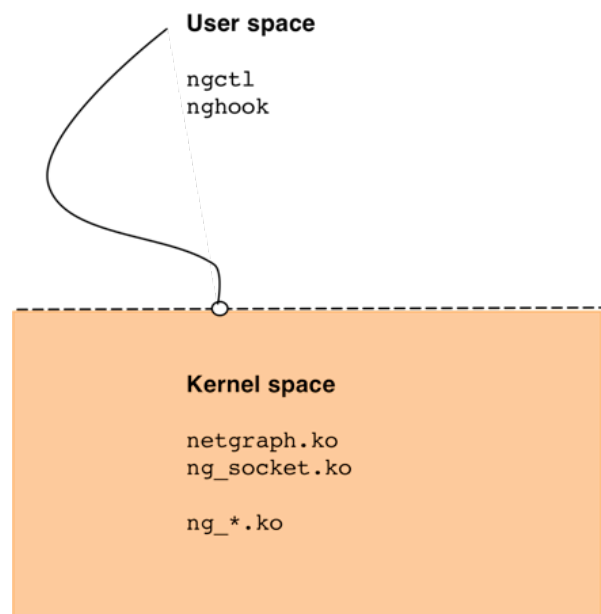 User space
ngctl
nghook
Kernel space
netgraph.ko
ng_socket.ko
ng_*.ko